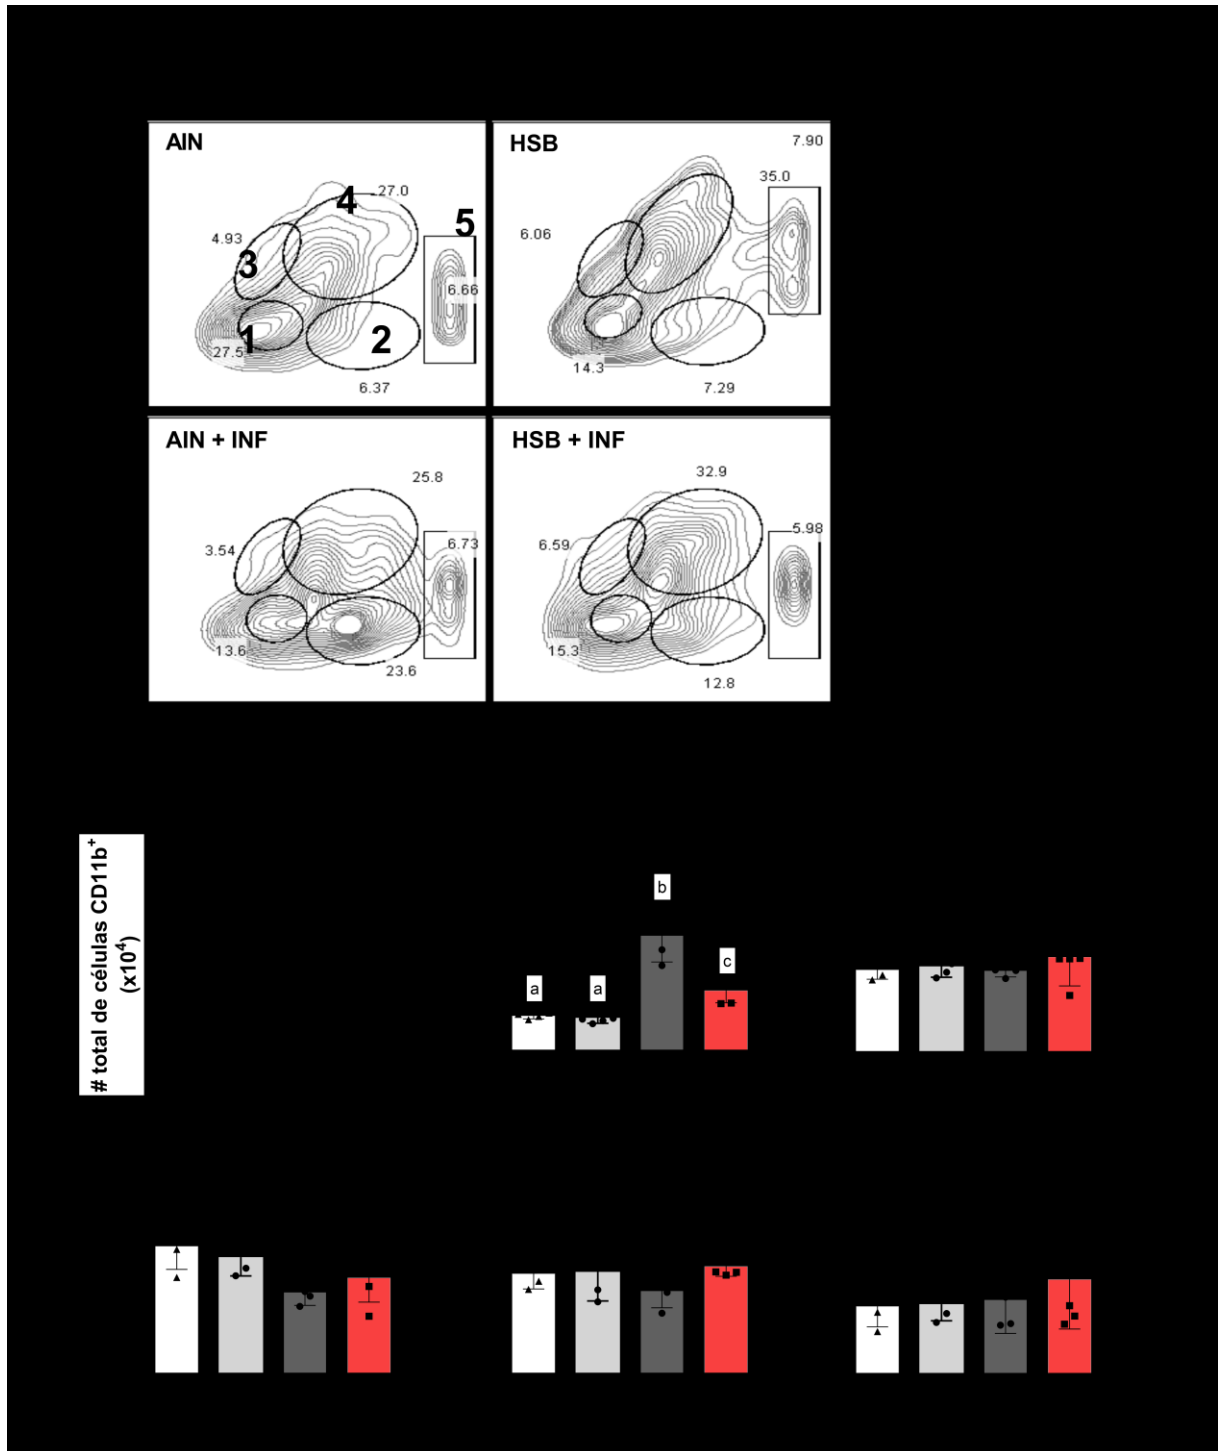 AIN
4
27.0
5
4.93
3
6.66
1
2
27.5
6.37
HSB
7.90
35.0
6.06
14.3
7.29
AIN + INF
25.8
3.54
6.73
13.6
23.6
HSB + INF
32.9
6.59
5.98
15.3
12.8
# total de células CD11b⁺
(x10⁴)
a
a
b
c